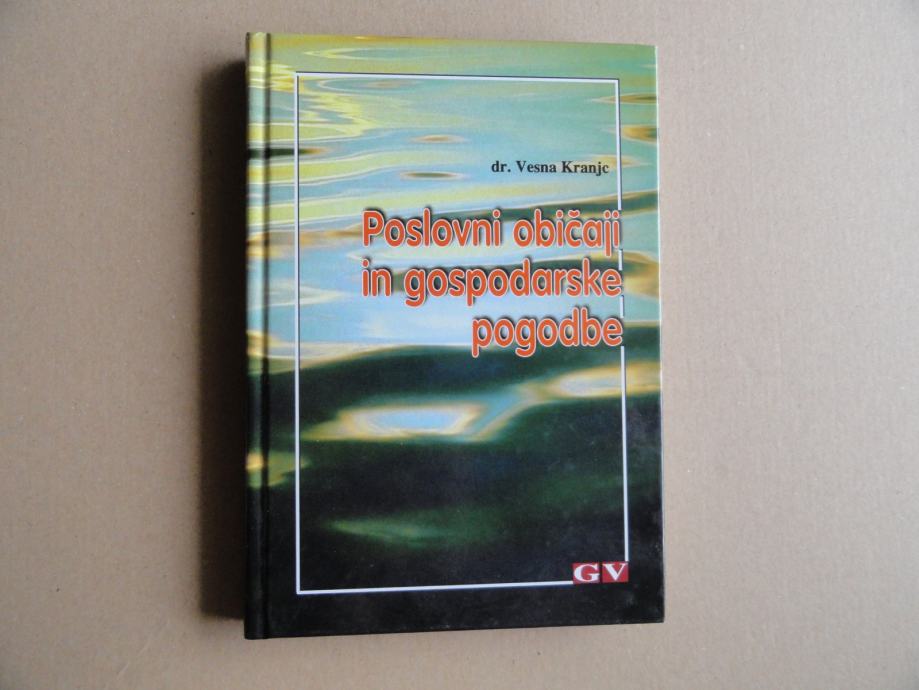 dr. Vesna Kranjc
Poslovni običaji
in gospodarske
pogodbe
GV